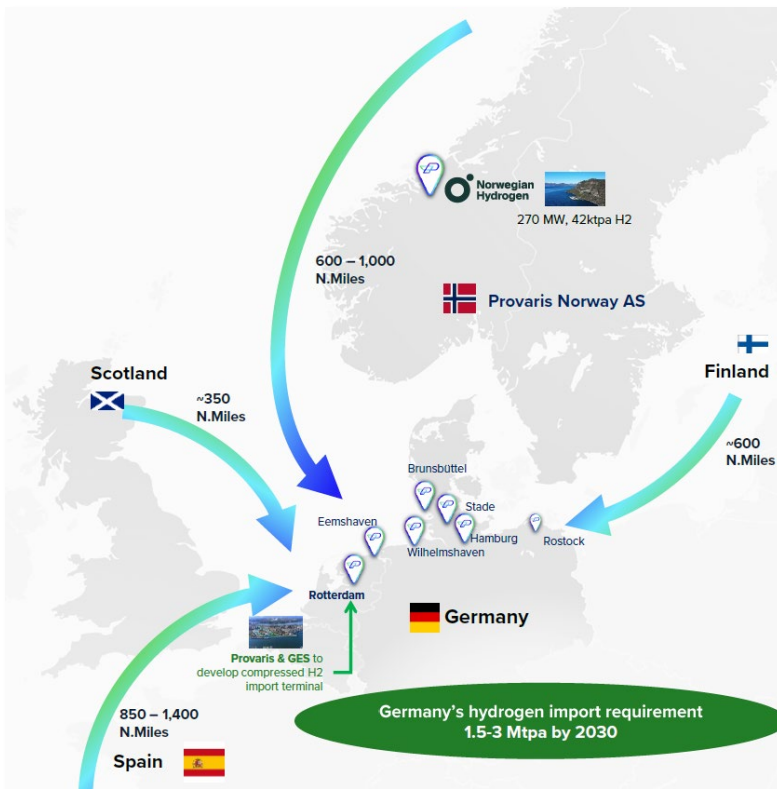 Norwegian
Hydrogen
270 MW, 42ktpa H2
600 – 1,000
N.Miles
Provaris Norway AS
Scotland
~350
N.Miles
Finland
~600
N.Miles
Brunsbüttel
Stade
Eemshaven
Hamburg
Wilhelmshaven
Rostock
Rotterdam
Germany
Provaris & GES to
develop compressed H2
import terminal
850 – 1,400
N.Miles
Spain
Germany’s hydrogen import requirement
1.5-3 Mtpa by 2030